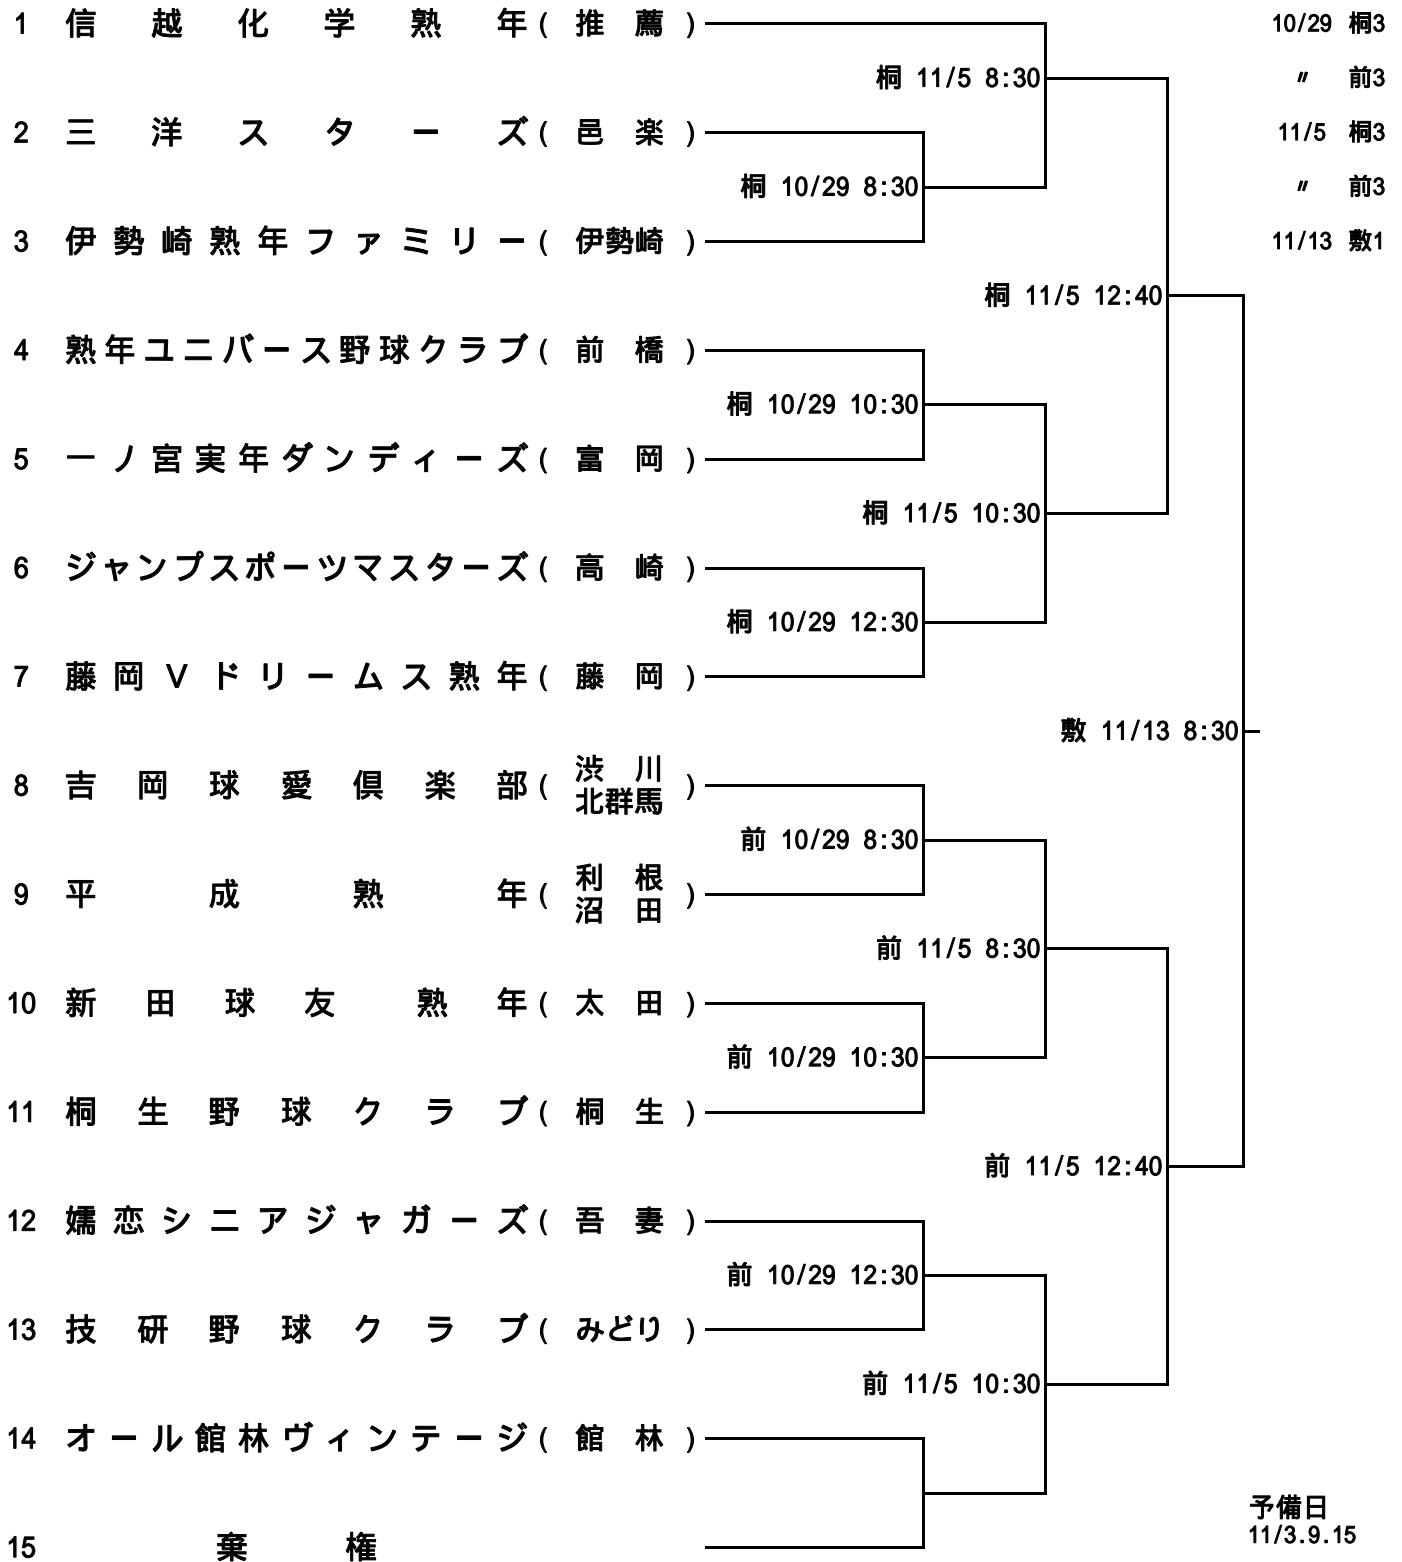 1 信越化学熟年(推薦)
10/29 桐3
桐 11/5 8:30
〃 前3
2 三洋スターズ(邑楽)
11/5 桐3
桐 10/29 8:30
〃 前3
3 伊勢崎熟年ファミリー(伊勢崎)
11/13 敷1
桐 11/5 12:40
4 熟年ユニバース野球クラブ(前橋)
桐 10/29 10:30
5 一ノ宮実年ダンディーズ(富岡)
桐 11/5 10:30
6 ジャンプスポーツマスターズ(高崎)
桐 10/29 12:30
7 藤岡Vドリームス熟年(藤岡)
敷 11/13 8:30
8 吉岡球愛倶楽部(渋川
北群馬)
前 10/29 8:30
9 平成熟年(利根
沼田)
前 11/5 8:30
10 新田球友 熟年(太田)
前 10/29 10:30
11 桐生野球クラブ(桐生)
前 11/5 12:40
12 嬬恋シニアジャガーズ(吾妻)
前 10/29 12:30
13 技研野球クラブ(みどり)
前 11/5 10:30
14 オール館林ヴィンテージ(館林)
予備日
11/3.9.15
15 棄権